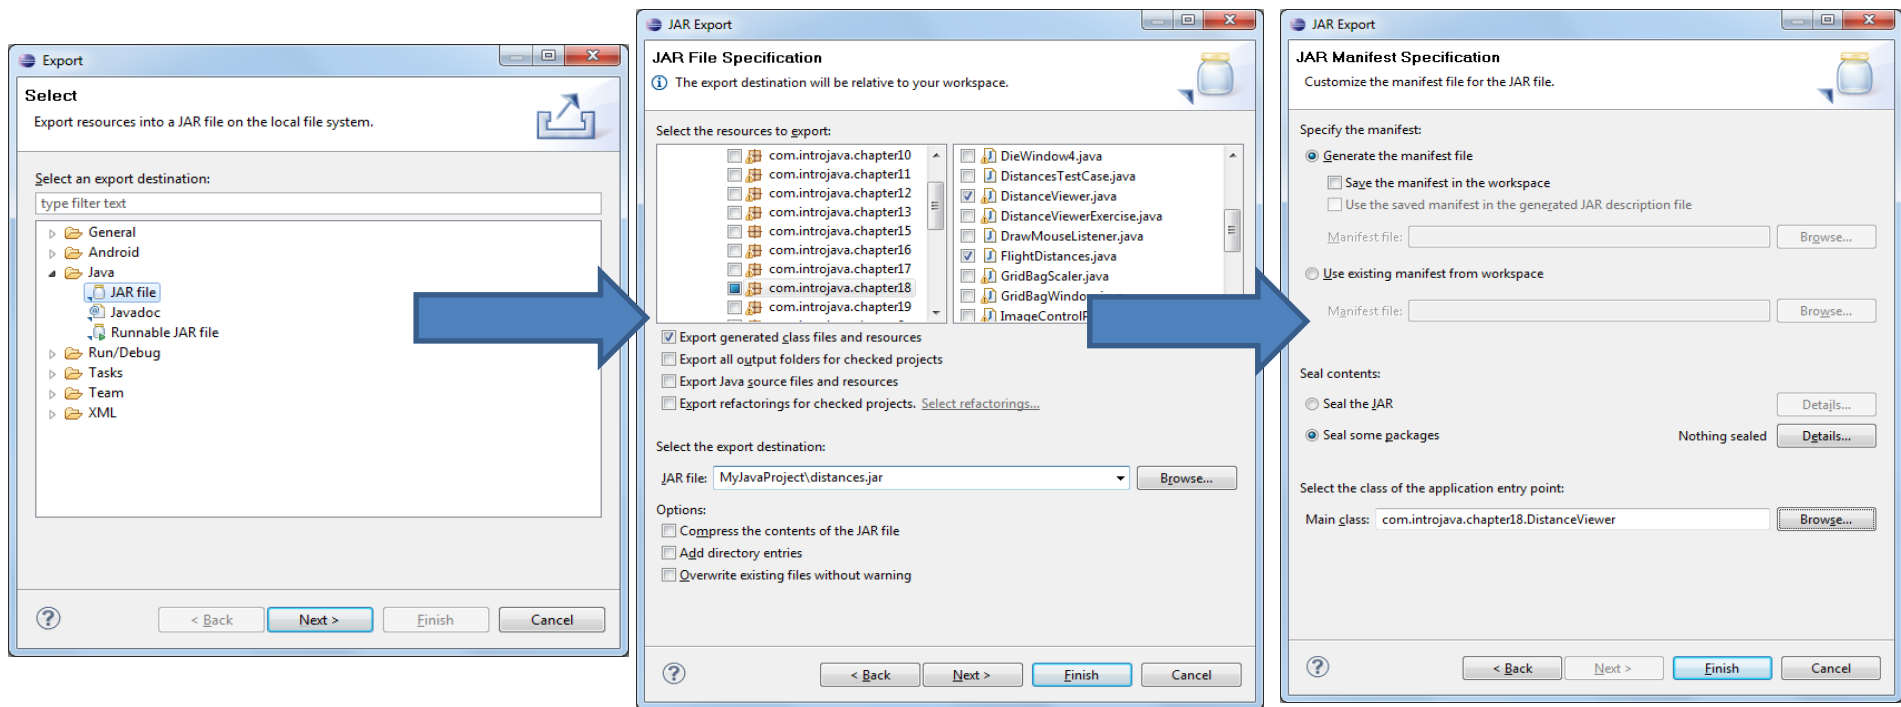 Export
Select
Export resources into a JAR file on the local file system.
Select an export destination:
type filter text
General
Android
Java
JAR file
Javadoc
Runnable JAR file
Run/Debug
Tasks
Team
XML
< Back
Next >
Finish
Cancel
JAR Export
JAR File Specification
The export destination will be relative to your workspace.
Select the resources to export:
com.introjava.chapter10
com.introjava.chapter11
com.introjava.chapter12
com.introjava.chapter13
com.introjava.chapter15
com.introjava.chapter16
com.introjava.chapter17
com.introjava.chapter18
com.introjava.chapter19
DieWindow4.java
DistancesTestCase.java
DistanceViewer.java
DistanceViewerExercise.java
DrawMouseListener.java
FlightDistances.java
GridBagScaler.java
Export generated class files and resources
Export all output folders for checked projects
Export Java source files and resources
Export refactorings for checked projects. Select refactorings...
Select the export destination:
JAR file: MyJavaProject\distances.jar Browse...
Options:
Compress the contents of the JAR file
Add directory entries
Overwrite existing files without warning
< Back
Next >
Finish
Cancel
JAR Export
JAR Manifest Specification
Customize the manifest file for the JAR file.
Specify the manifest:
Generate the manifest file
Save the manifest in the workspace
Use the saved manifest in the generated JAR description file
Manifest file: Browse...
Use existing manifest from workspace
Manifest file: Browse...
Seal contents:
Seal the JAR Details...
Seal some packages Nothing sealed Details...
Select the class of the application entry point:
Main class: com.introjava.chapter18.DistanceViewer Browse...
< Back
Next >
Finish
Cancel